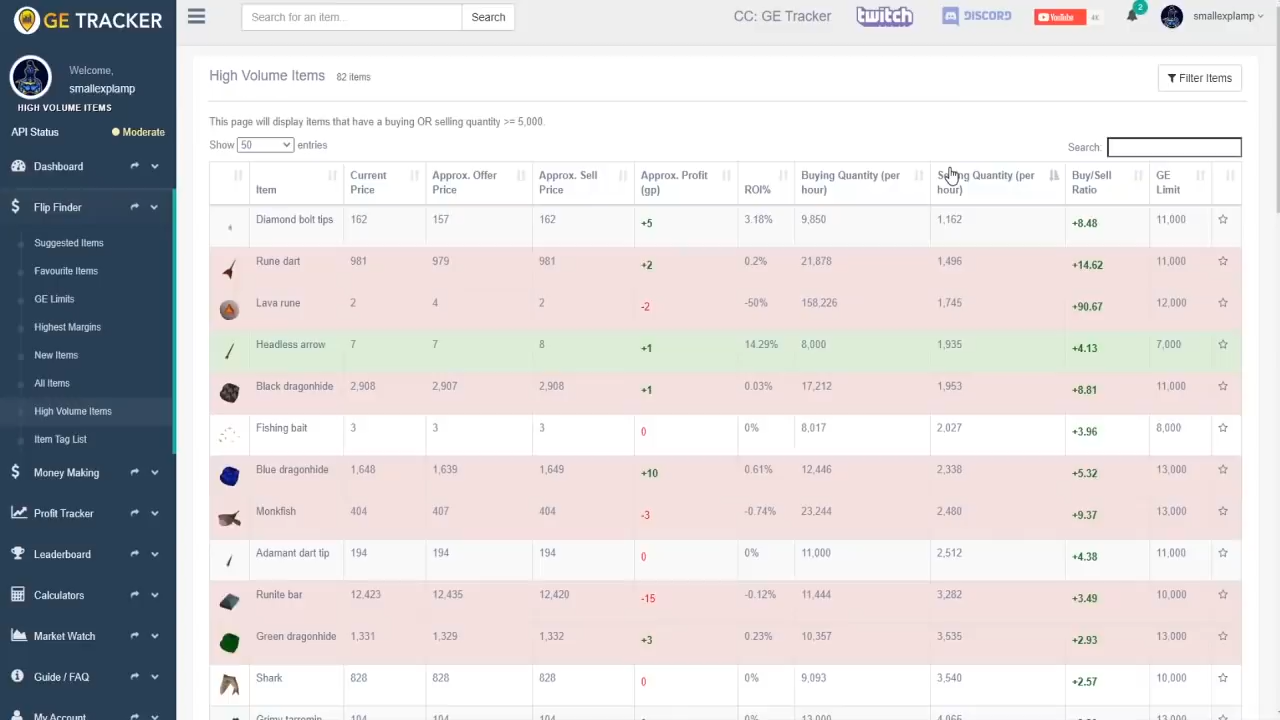 GE TRACKER
Search for an item...
Search
CC: GE Tracker
twitch
DISCORD
YouTube
4K
2
smallexplamp
Welcome,
smallexplamp
HIGH VOLUME ITEMS
API Status
Moderate
Dashboard
Flip Finder
Suggested Items
Favourite Items
GE Limits
Highest Margins
New Items
All Items
High Volume Items
Item Tag List
Money Making
Profit Tracker
Leaderboard
Calculators
Market Watch
Guide / FAQ
My Account
High Volume Items 82 items
Filter Items
This page will display items that have a buying OR selling quantity >= 5,000.
Show 50 entries
Search:
Item
Current
Price
Approx. Offer
Price
Approx. Sell
Price
Approx. Profit
(gp)
ROI%
Buying Quantity (per
hour)
Quantity (per
hour)
Buy/Sell
Ratio
GE
Limit
Diamond bolt tips 162 157 162 +5 3.18% 9,850 1,162 +8.48 11,000
Rune dart 981 979 981 +2 0.2% 21,878 1,496 +14.62 11,000
Lava rune 2 4 2 -2 -50% 158,226 1,745 +90.67 12,000
Headless arrow 7 7 8 +1 14.29% 8,000 1,935 +4.13 7,000
Black dragonhide 2,908 2,907 2,908 +1 0.03% 17,212 1,953 +8.81 11,000
Fishing bait 3 3 3 0 0% 8,017 2,027 +3.96 8,000
Blue dragonhide 1,648 1,639 1,649 +10 0.61% 12,446 2,338 +5.32 13,000
Monkfish 404 407 404 -3 -0.74% 23,244 2,480 +9.37 13,000
Adamant dart tip 194 194 194 0 0% 11,000 2,512 +4.38 11,000
Runite bar 12,423 12,435 12,420 -15 -0.12% 11,444 3,282 +3.49 10,000
Green dragonhide 1,331 1,329 1,332 +3 0.23% 10,357 3,535 +2.93 13,000
Shark 828 828 828 0 0% 9,093 3,540 +2.57 10,000